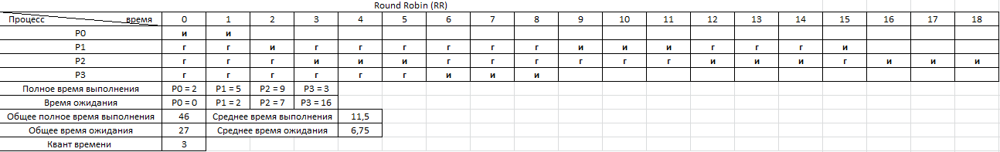 Round Robin (RR)
Процесс время 0 1 2 3 4 5 6 7 8 9 10 11 12 13 14 15 16 17 18
P0 и и
P1 г г и г г г г г г и и и г г г и
P2 г г г и и и г г г г г г и и и г и и и
P3 г г г г г г и и и
Полное время выполнения P0 = 2 P1 = 5 P2 = 9 P3 = 3
Время ожидания P0 = 0 P1 = 2 P2 = 7 P3 = 16
Общее полное время выполнения 46 Среднее время выполнения 11,5
Общее время ожидания 27 Среднее время ожидания 6,75
Квант времени 3